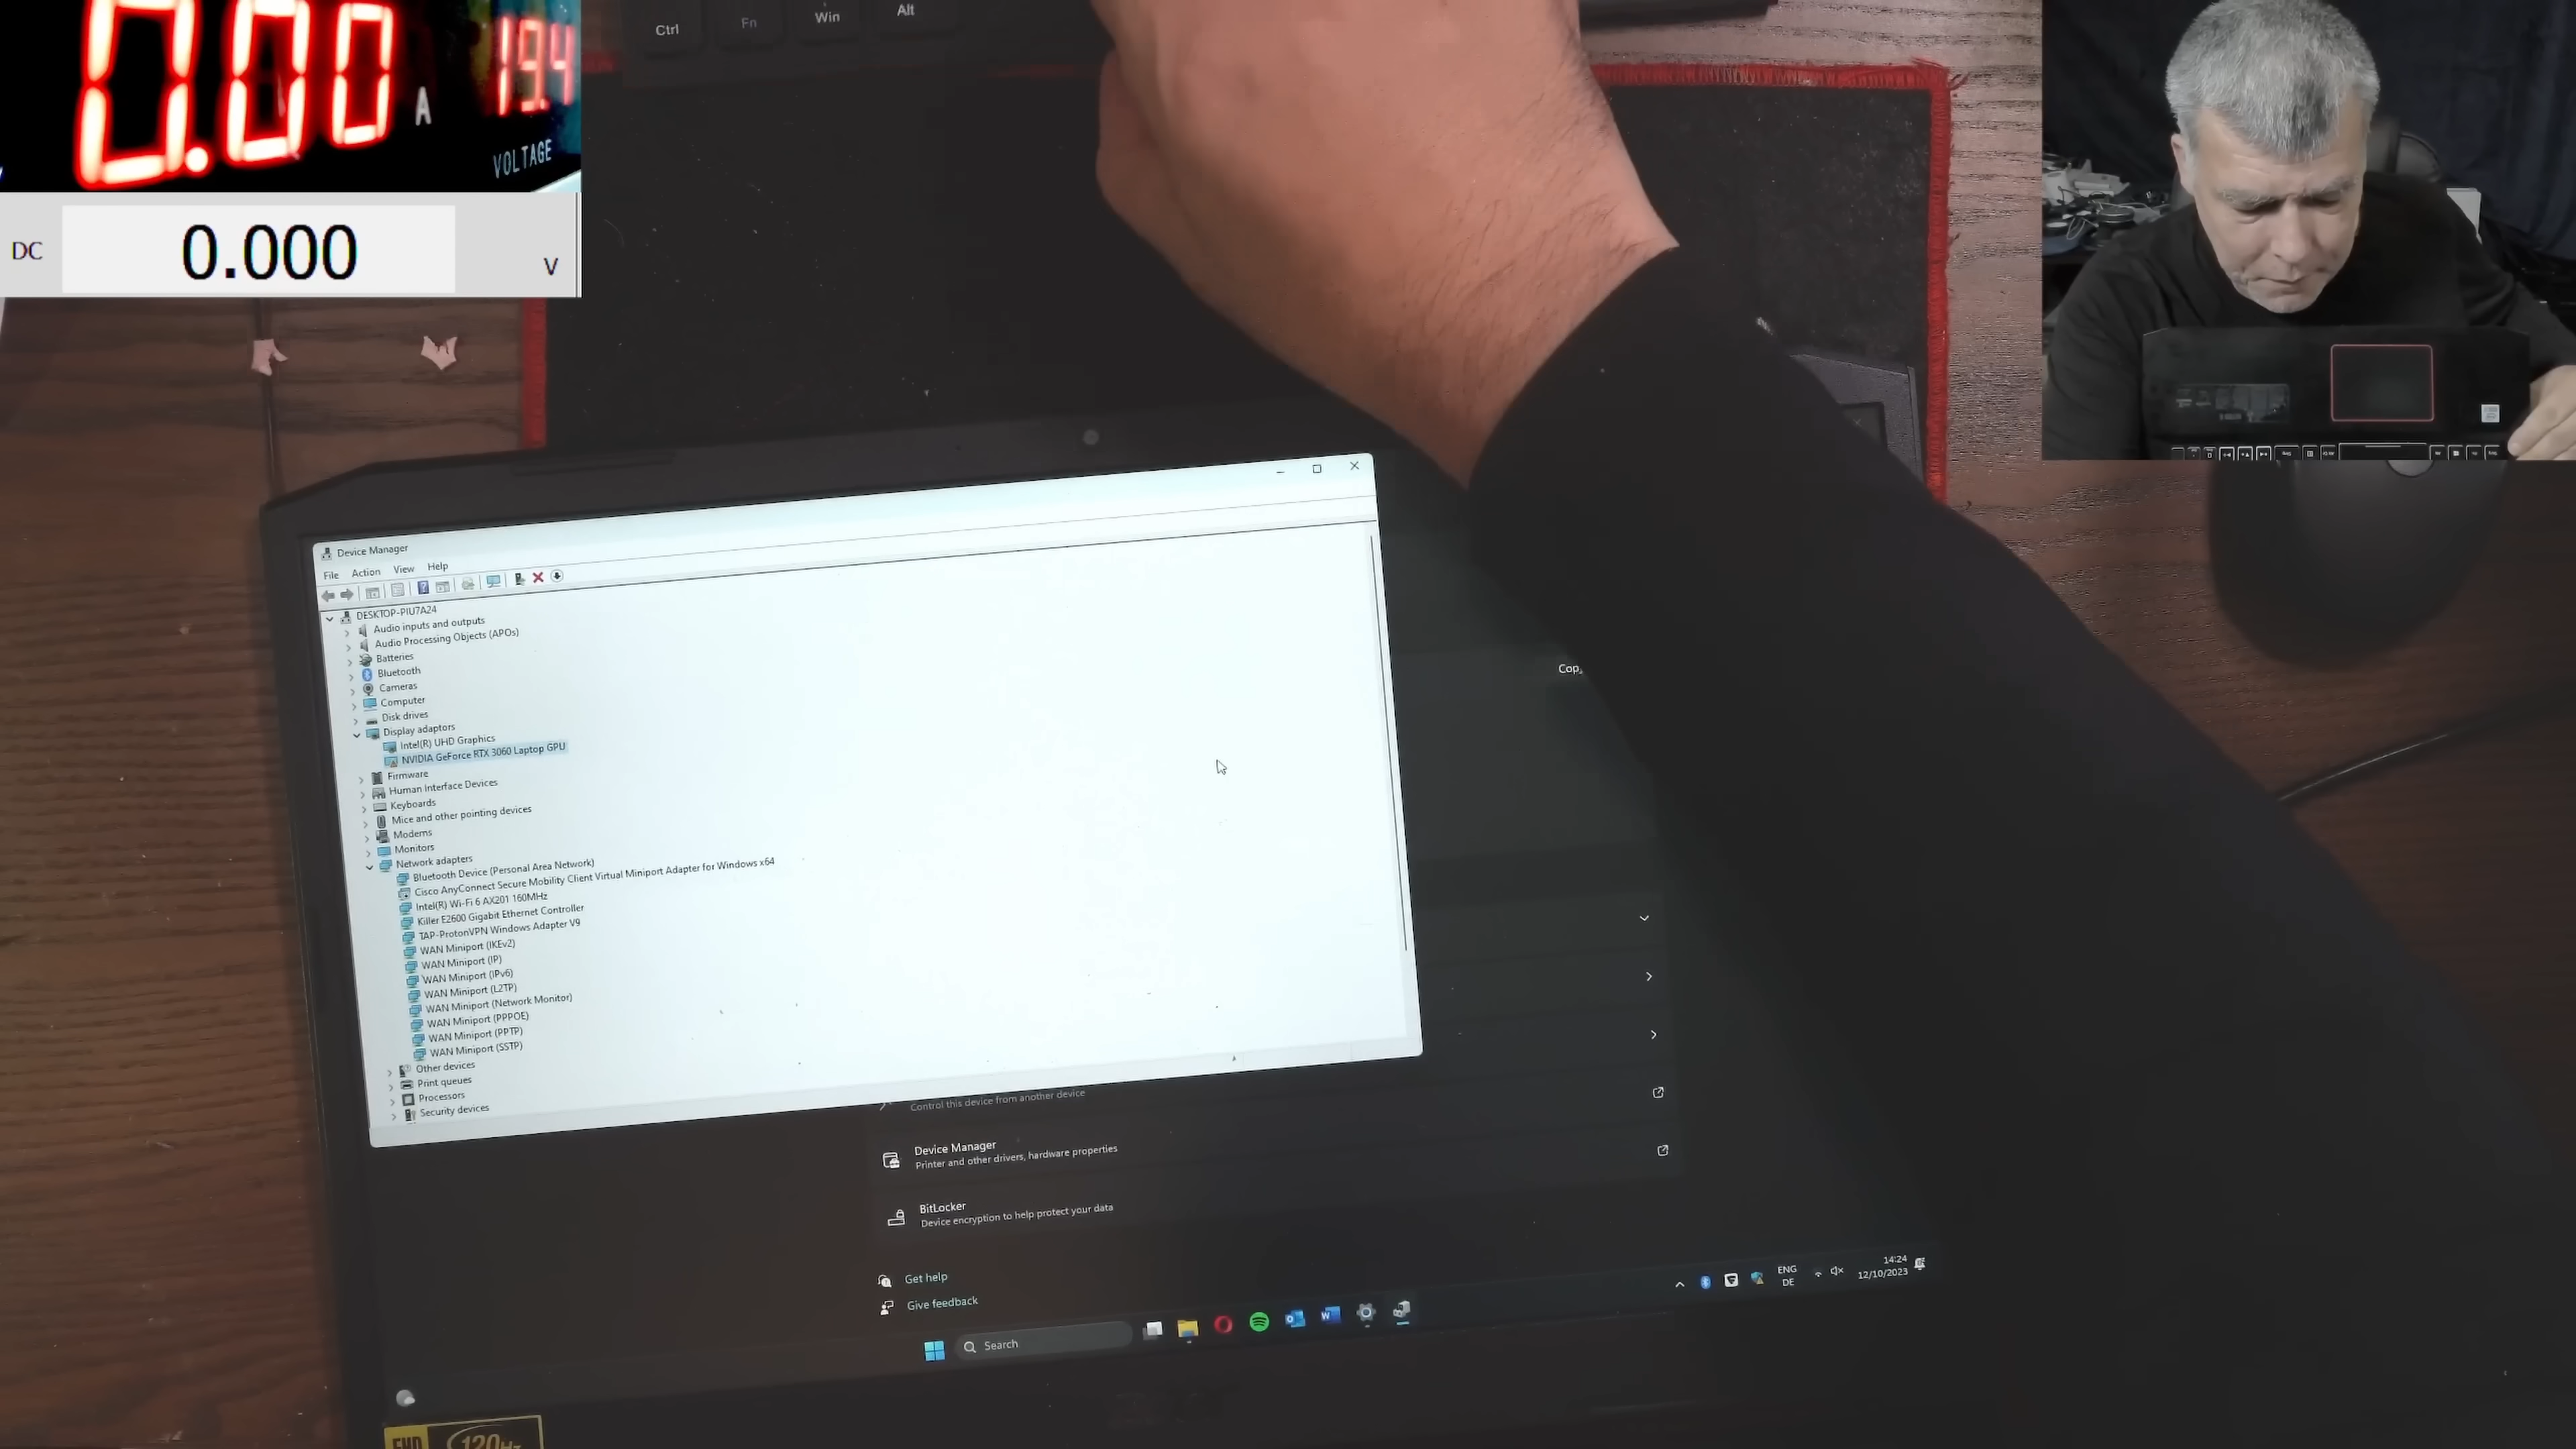 0.00 A
19.4
VOLTAGE
DC 0.000 V
Ctrl
Fn
Win
Alt
Device Manager
File Action View Help
DESKTOP-PIU7A24
Audio inputs and outputs
Audio Processing Objects (APOs)
Batteries
Bluetooth
Cameras
Computer
Disk drives
Display adaptors
Intel(R) UHD Graphics
NVIDIA GeForce RTX 3060 Laptop GPU
Firmware
Human Interface Devices
Keyboards
Mice and other pointing devices
Modems
Monitors
Network adapters
Bluetooth Device (Personal Area Network)
Cisco AnyConnect Secure Mobility Client Virtual Miniport Adapter for Windows x64
Intel(R) Wi-Fi 6 AX201 160MHz
Killer E2600 Gigabit Ethernet Controller
TAP-ProtonVPN Windows Adapter V9
WAN Miniport (IKEv2)
WAN Miniport (IP)
WAN Miniport (IPv6)
WAN Miniport (L2TP)
WAN Miniport (Network Monitor)
WAN Miniport (PPPOE)
WAN Miniport (PPTP)
WAN Miniport (SSTP)
Other devices
Print queues
Processors
Security devices
Cop
Control this device from another device
Device Manager
Printer and other drivers, hardware properties
BitLocker
Device encryption to help protect your data
Get help
Give feedback
Search
ENG
DE
14:24
12/10/2023
120Hz